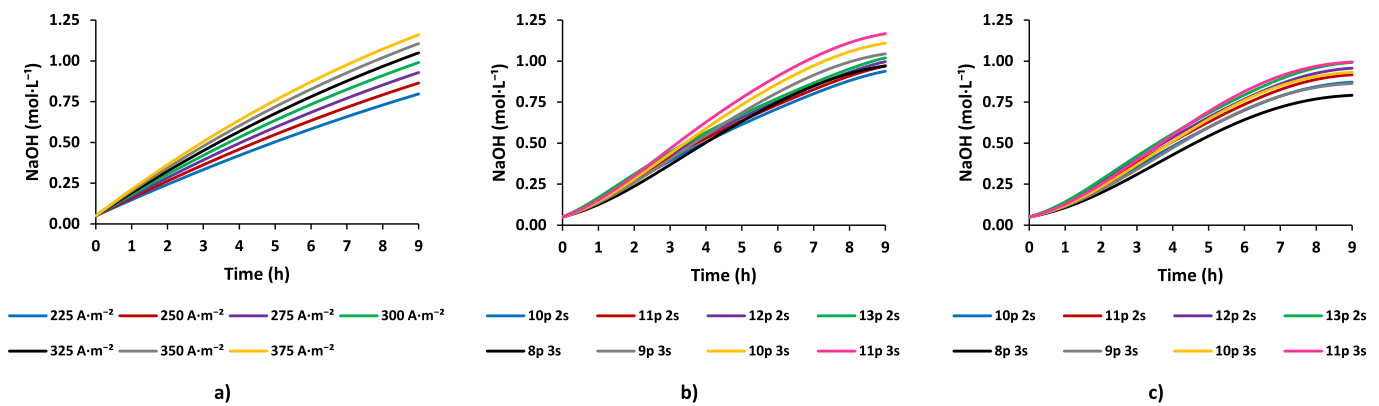 1.25
1.00
0.75
0.50
0.25
0.00
NaOH (mol·L⁻¹)
0 1 2 3 4 5 6 7 8 9
Time (h)
225 A·m⁻² 250 A·m⁻² 275 A·m⁻² 300 A·m⁻²
325 A·m⁻² 350 A·m⁻² 375 A·m⁻²
a)
1.25
1.00
0.75
0.50
0.25
0.00
NaOH (mol·L⁻¹)
0 1 2 3 4 5 6 7 8 9
Time (h)
10p 2s 11p 2s 12p 2s 13p 2s
8p 3s 9p 3s 10p 3s 11p 3s
b)
1.25
1.00
0.75
0.50
0.25
0.00
NaOH (mol·L⁻¹)
0 1 2 3 4 5 6 7 8 9
Time (h)
10p 2s 11p 2s 12p 2s 13p 2s
8p 3s 9p 3s 10p 3s 11p 3s
c)